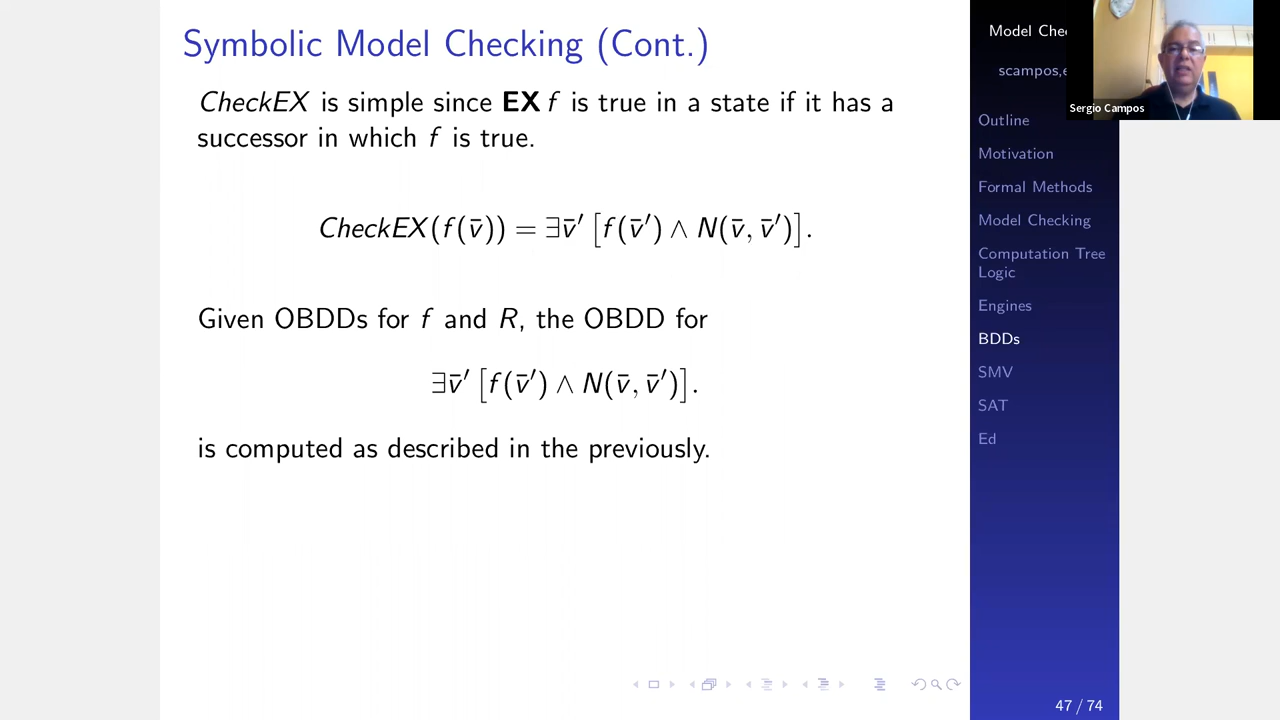 Symbolic Model Checking (Cont.)
CheckEX is simple since EX f is true in a state if it has a
successor in which f is true.
CheckEX(f(v̄)) = ∃v̄′ [f(v̄′) ∧ N(v̄, v̄′)].
Given OBDDs for f and R, the OBDD for
∃v̄′ [f(v̄′) ∧ N(v̄, v̄′)].
is computed as described in the previously.
Model Che
scampos,e
Sergio Campos
Outline
Motivation
Formal Methods
Model Checking
Computation Tree
Logic
Engines
BDDs
SMV
SAT
Ed
47 / 74